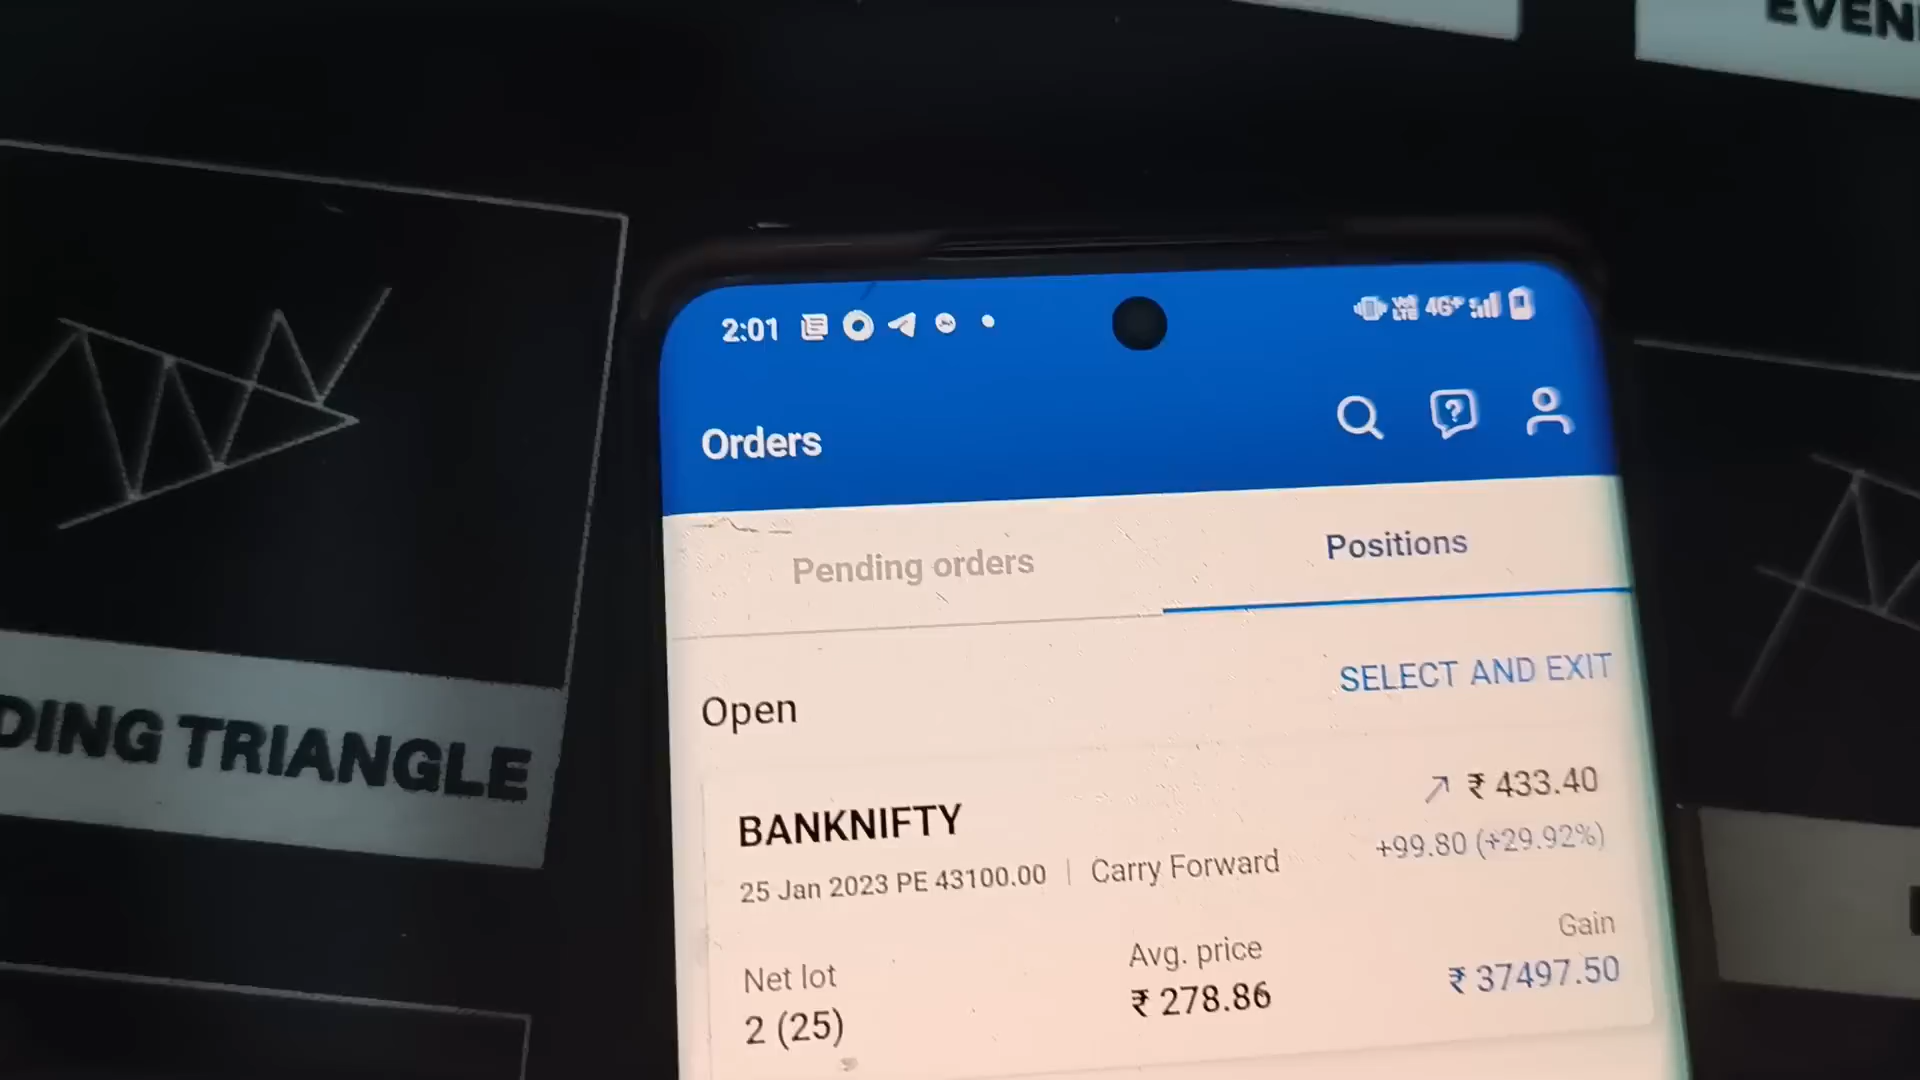 EVENI
2:01 4G+
Orders
Pending orders
Positions
SELECT AND EXIT
Open
DING TRIANGLE
BANKNIFTY
↗ ₹ 433.40
25 Jan 2023 PE 43100.00 | Carry Forward
+99.80 (+29.92%)
Net lot
Avg. price
Gain
2 (25)
₹ 278.86
₹ 37497.50